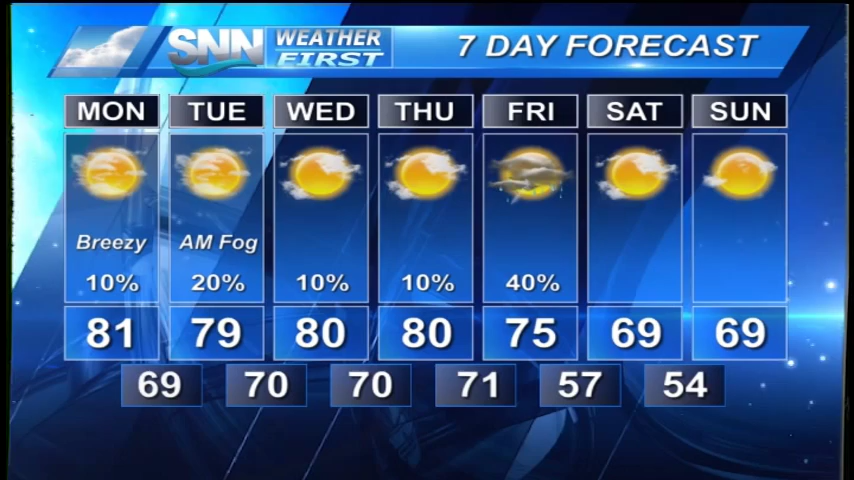 SNN WEATHER FIRST 7 DAY FORECAST
MON TUE WED THU FRI SAT SUN
Breezy AM Fog
10% 20% 10% 10% 40%
81 79 80 80 75 69 69
69 70 70 71 57 54